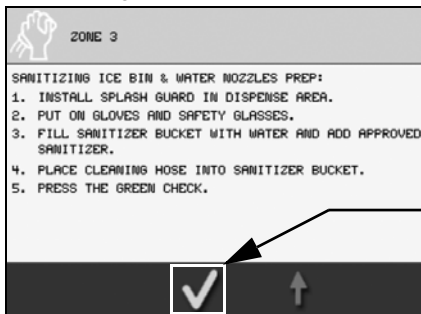 ZONE 3
SANITIZING ICE BIN & WATER NOZZLES PREP:
1. INSTALL SPLASH GUARD IN DISPENSE AREA.
2. PUT ON GLOVES AND SAFETY GLASSES.
3. FILL SANITIZER BUCKET WITH WATER AND ADD APPROVED
SANITIZER.
4. PLACE CLEANING HOSE INTO SANITIZER BUCKET.
5. PRESS THE GREEN CHECK.